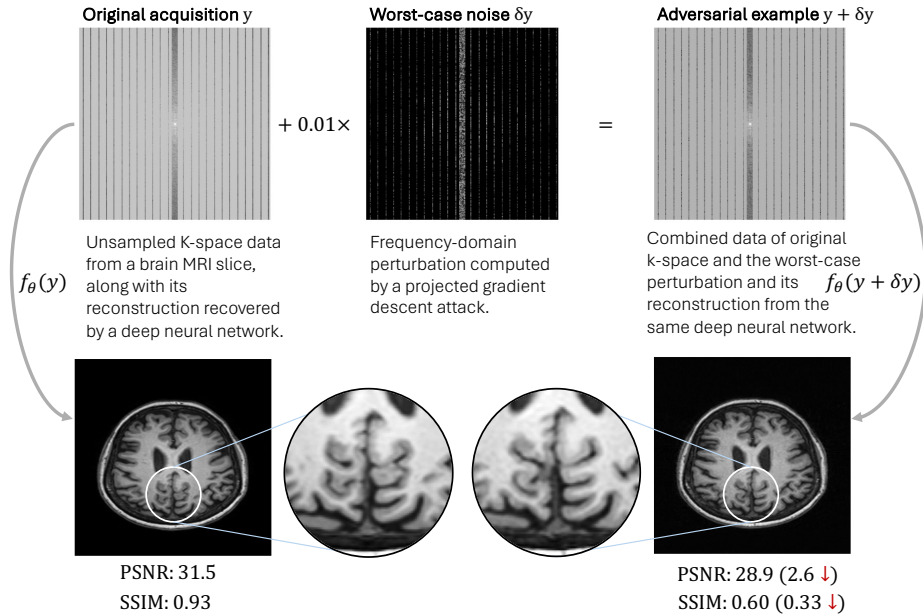 Original acquisition y
Worst-case noise δy
Adversarial example y + δy
+ 0.01×
=
Unsampled K-space data
from a brain MRI slice,
along with its
reconstruction recovered
by a deep neural network.
Frequency-domain
perturbation computed
by a projected gradient
descent attack.
Combined data of original
k-space and the worst-case
perturbation and its
reconstruction from the
same deep neural network.
fθ(y)
fθ(y + δy)
PSNR: 31.5
SSIM: 0.93
PSNR: 28.9 (2.6 ↓)
SSIM: 0.60 (0.33 ↓)